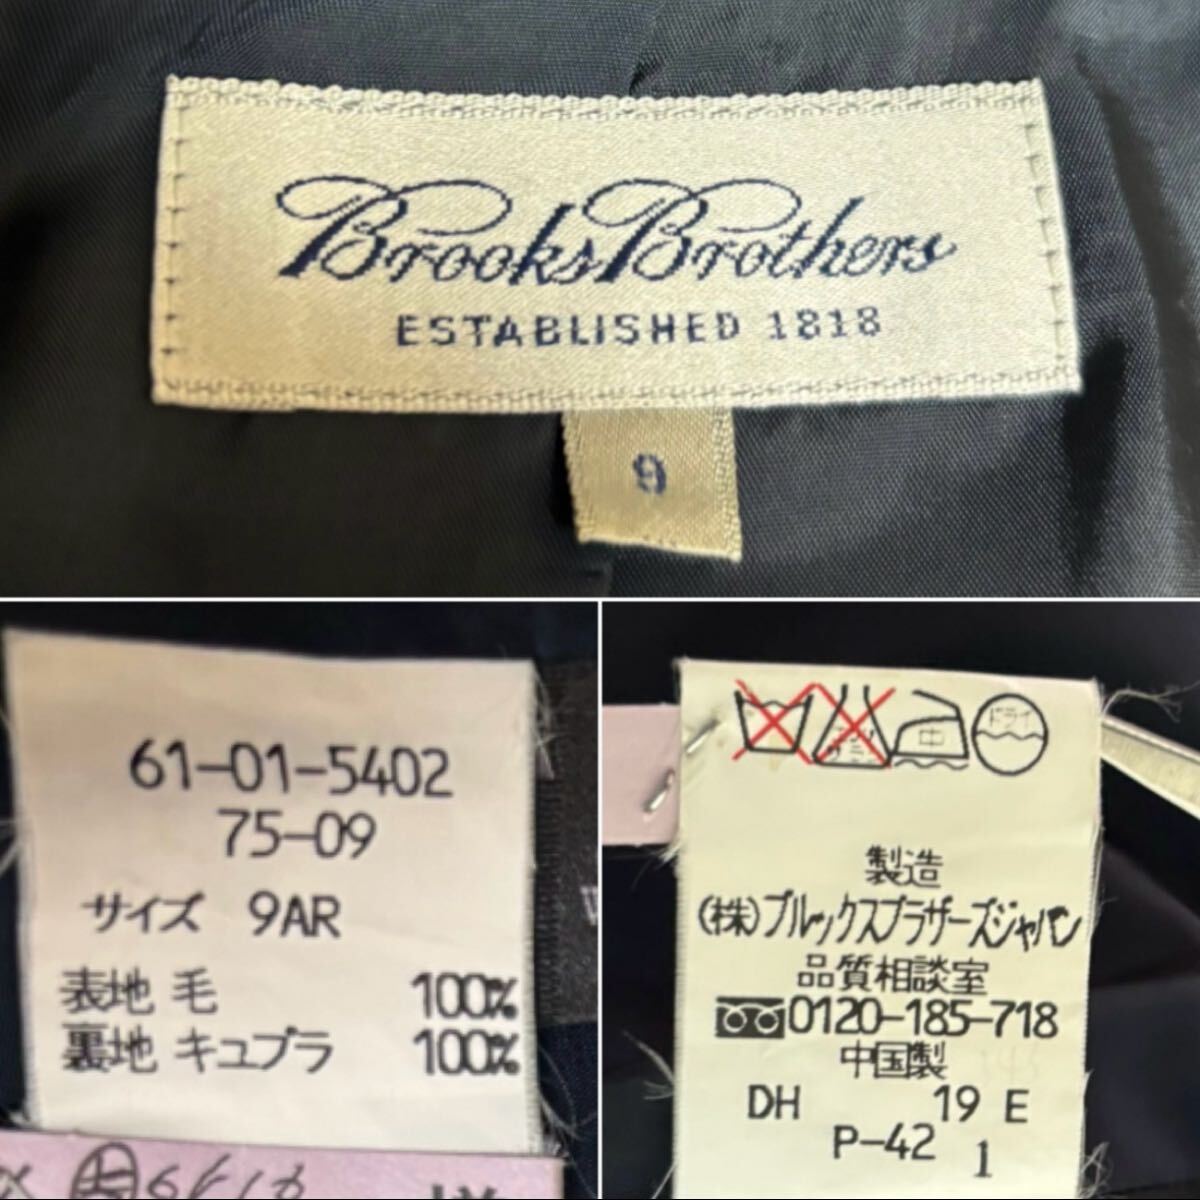 Brooks Brothers
ESTABLISHED 1818
9
61-01-5402
75-09
サイズ 9AR
表地 毛 100%
裏地 キュプラ 100%
中
ドライ
製造
(株)ブルックスブラザーズジャパン
品質相談室
0120-185-718
中国製
DH 19 E
P-42 1